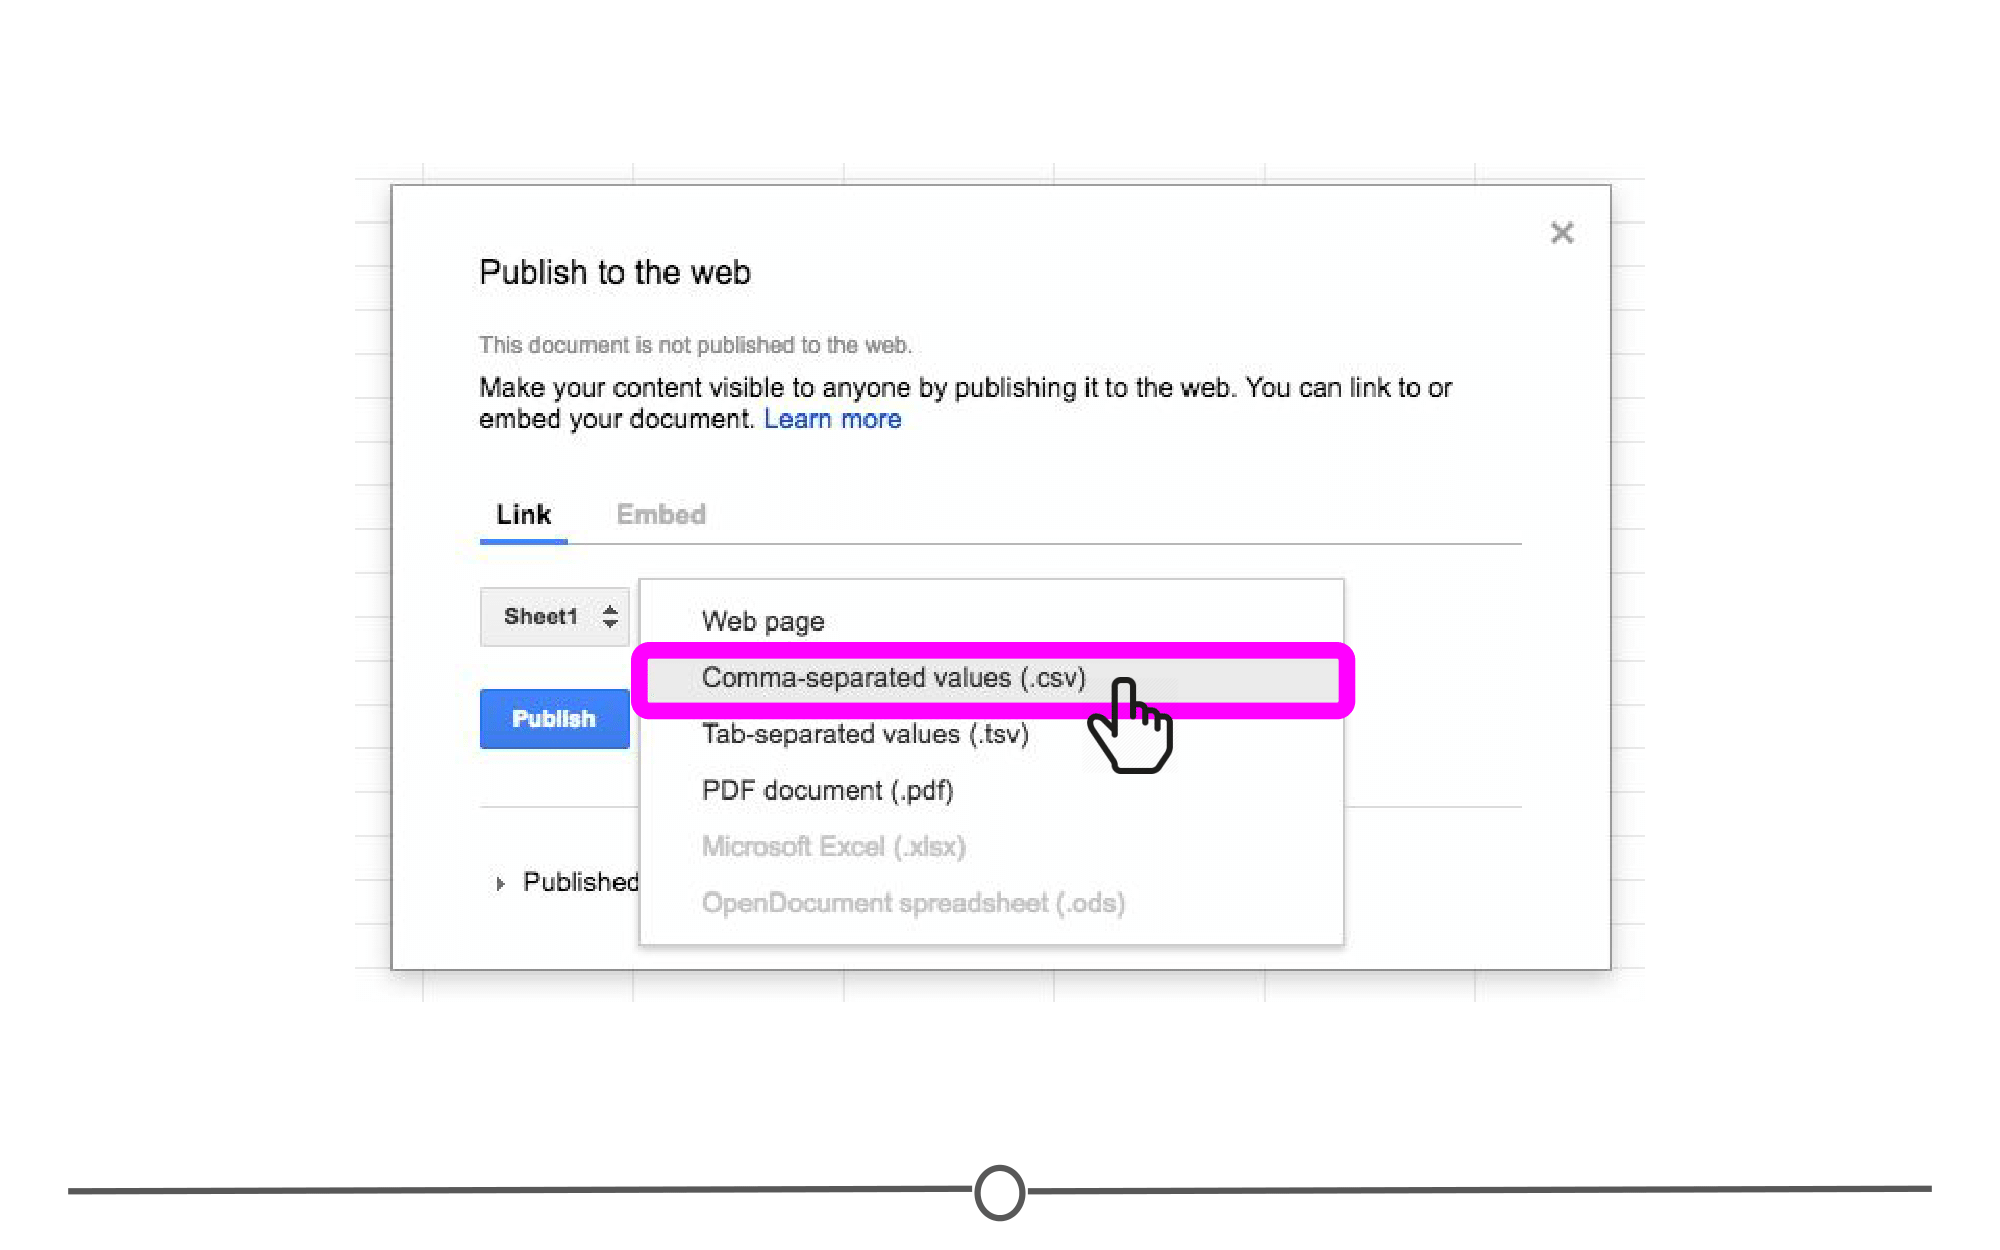 Publish to the web
This document is not published to the web.
Make your content visible to anyone by publishing it to the web. You can link to or
embed your document. Learn more
Link Embed
Sheet1
Web page
Comma-separated values (.csv)
Publish
Tab-separated values (.tsv)
PDF document (.pdf)
Microsoft Excel (.xlsx)
Published
OpenDocument spreadsheet (.ods)